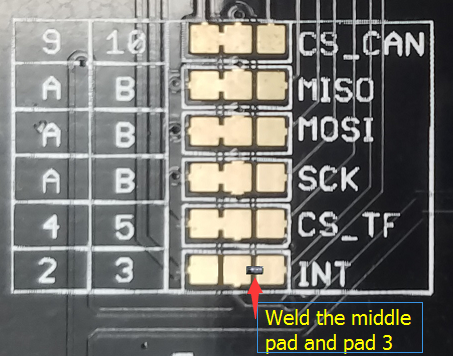 9 10 CS_CAN
A B MISO
A B MOSI
A B SCK
4 5 CS_TF
2 3 INT
Weld the middle
pad and pad 3